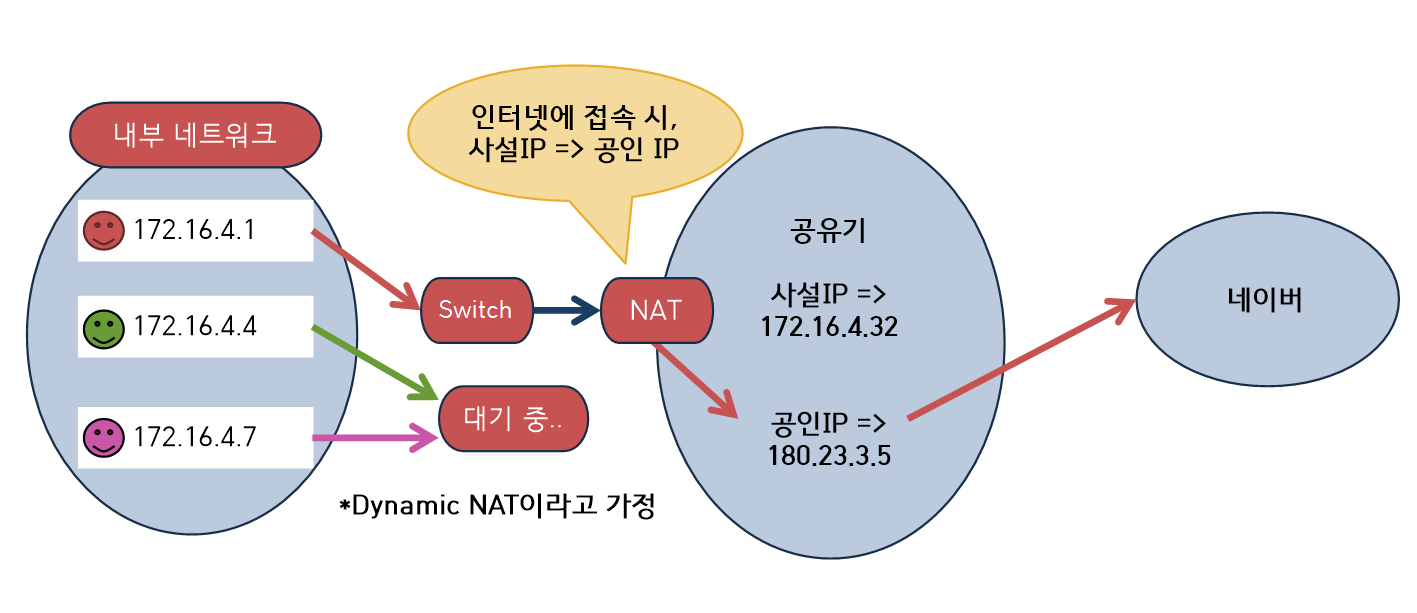 내부 네트워크
172.16.4.1
172.16.4.4
172.16.4.7
인터넷에 접속 시,
사설IP => 공인 IP
Switch
NAT
대기 중..
*Dynamic NAT이라고 가정
공유기
사설IP =>
172.16.4.32
공인IP =>
180.23.3.5
네이버